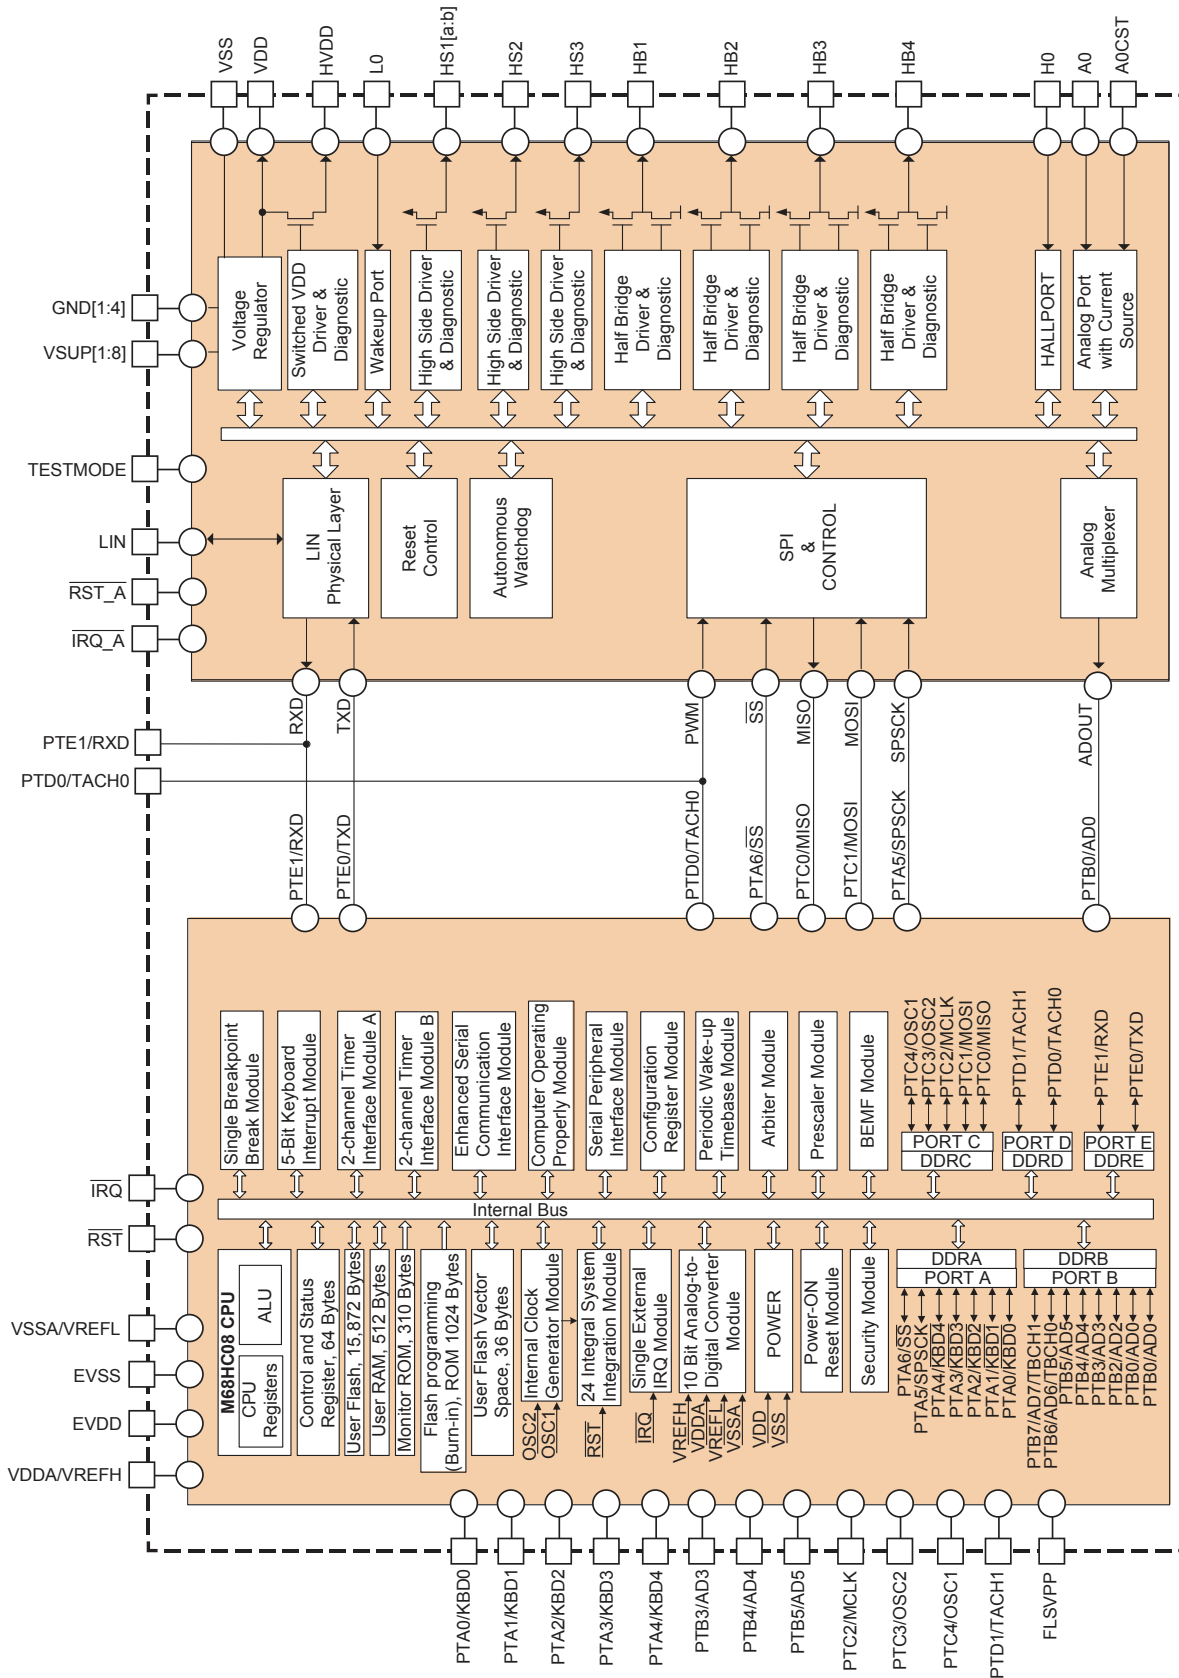 VSS
VDD
HVDD
L0
HS1[a:b]
HS2
HS3
HB1
HB2
HB3
HB4
H0
A0
A0CST
GND[1:4]
VSUP[1:8]
TESTMODE
LIN
RST_A
IRQ_A
PTE1/RXD
PTD0/TACH0
Voltage
Regulator
Switched VDD
Driver &
Diagnostic
Wakeup Port
High Side Driver
& Diagnostic
High Side Driver
& Diagnostic
High Side Driver
& Diagnostic
Half Bridge
Driver &
Diagnostic
Half Bridge
Driver &
Diagnostic
Half Bridge
Driver &
Diagnostic
Half Bridge
Driver &
Diagnostic
HALLPORT
Analog Port
with Current
Source
LIN
Physical Layer
Reset
Control
Autonomous
Watchdog
SPI
&
CONTROL
Analog
Multiplexer
RXD
TXD
PWM
SS
MISO
MOSI
SPSCK
ADOUT
PTE1/RXD
PTE0/TXD
PTD0/TACH0
PTA6/SS
PTC0/MISO
PTC1/MOSI
PTA5/SPSCK
PTB0/AD0
Single Breakpoint
Break Module
5-Bit Keyboard
Interrupt Module
2-channel Timer
Interface Module A
2-channel Timer
Interface Module B
Enhanced Serial
Communication
Interface Module
Computer Operating
Properly Module
Serial Peripheral
Interface Module
Configuration
Register Module
Periodic Wake-up
Timebase Module
Arbiter Module
Prescaler Module
BEMF Module
PTC4/OSC1
PTC3/OSC2
PTC2/MCLK
PTC1/MOSI
PTC0/MISO
PORT C
DDRC
PTD1/TACH1
PTD0/TACH0
PORT D
DDRD
PTE1/RXD
PTE0/TXD
PORT E
DDRE
Internal Bus
IRQ
RST
VSSA/VREFL
EVSS
EVDD
VDDA/VREFH
M68HC08 CPU
CPU
Registers
ALU
Control and Status
Register, 64 Bytes
User Flash, 15,872 Bytes
User RAM, 512 Bytes
Monitor ROM, 310 Bytes
Flash programming
(Burn-in), ROM 1024 Bytes
User Flash Vector
Space, 36 Bytes
Internal Clock
Generator Module
OSC2
OSC1
24 Integral System
Integration Module
RST
Single External
IRQ Module
IRQ
10 Bit Analog-to-
Digital Converter
Module
VREFH
VDDA
VREFL
VSSA
POWER
VDD
VSS
Power-ON
Reset Module
Security Module
DDRA
PORT A
PTA6/SS
PTA5/SPSCK
PTA4/KBD4
PTA3/KBD3
PTA2/KBD2
PTA1/KBD1
PTA0/KBD0
DDRB
PORT B
PTB7/AD7/TBCH1
PTB6/AD6/TBCH0
PTB5/AD5
PTB4/AD4
PTB3/AD3
PTB2/AD2
PTB0/AD0
PTB0/AD0
PTA0/KBD0
PTA1/KBD1
PTA2/KBD2
PTA3/KBD3
PTA4/KBD4
PTB3/AD3
PTB4/AD4
PTB5/AD5
PTC2/MCLK
PTC3/OSC2
PTC4/OSC1
PTD1/TACH1
FLSVPP